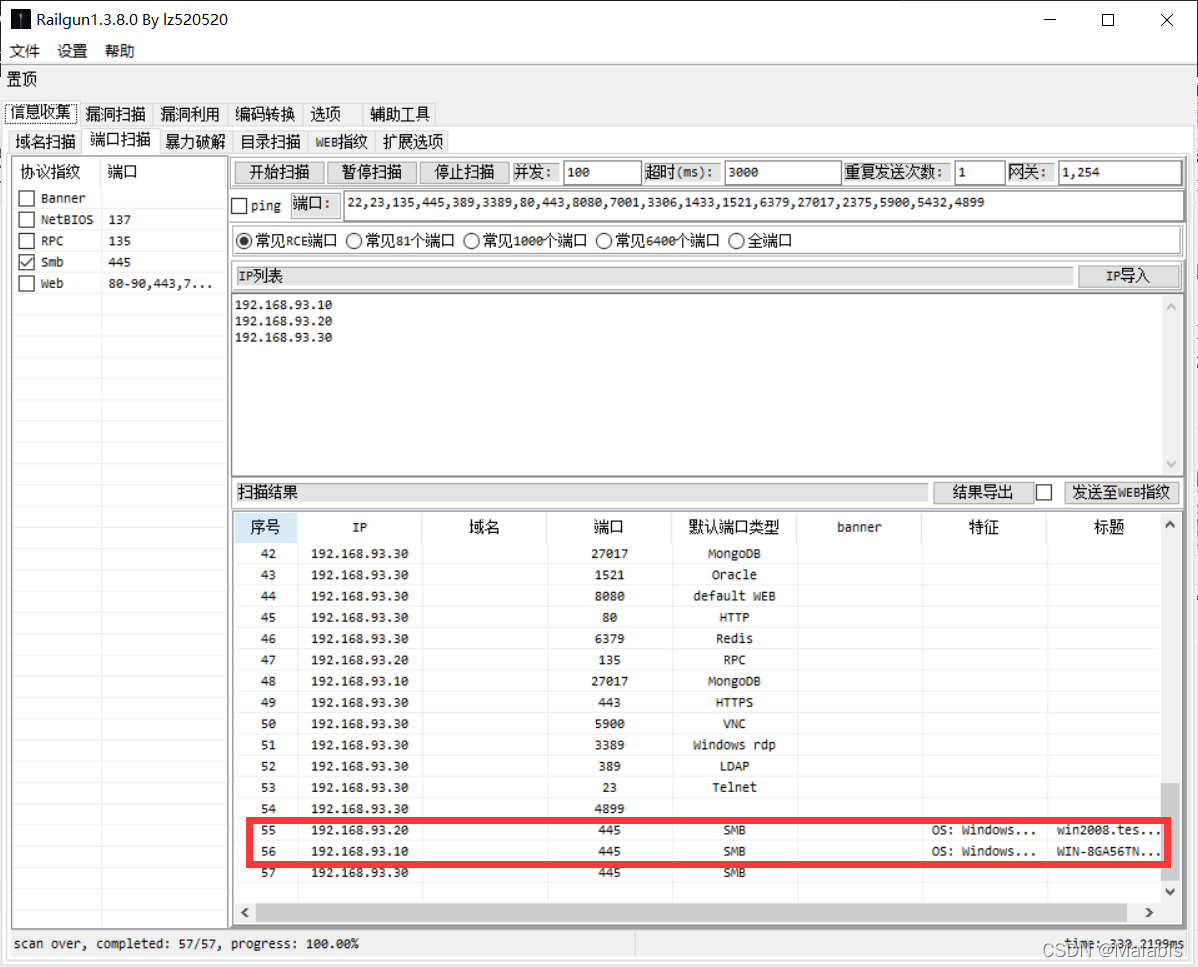 Railgun1.3.8.0 By lz520520
文件 设置 帮助
置顶
信息收集 漏洞扫描 漏洞利用 编码转换 选项 辅助工具
域名扫描 端口扫描 暴力破解 目录扫描 WEB指纹 扩展选项
协议指纹 端口
Banner
NetBIOS 137
RPC 135
Smb 445
Web 80-90,443,7...
开始扫描 暂停扫描 停止扫描 并发: 100 超时(ms): 3000 重复发送次数: 1 网关: 1,254
ping 端口: 22,23,135,445,389,3389,80,443,8080,7001,3306,1433,1521,6379,27017,2375,5900,5432,4899
常见RCE端口 常见81个端口 常见1000个端口 常见6400个端口 全端口
IP列表 IP导入
192.168.93.10
192.168.93.20
192.168.93.30
扫描结果 结果导出 发送至WEB指纹
序号 IP 域名 端口 默认端口类型 banner 特征 标题
42 192.168.93.30 27017 MongoDB
43 192.168.93.30 1521 Oracle
44 192.168.93.30 8080 default WEB
45 192.168.93.30 80 HTTP
46 192.168.93.30 6379 Redis
47 192.168.93.20 135 RPC
48 192.168.93.10 27017 MongoDB
49 192.168.93.30 443 HTTPS
50 192.168.93.30 5900 VNC
51 192.168.93.30 3389 Windows rdp
52 192.168.93.30 389 LDAP
53 192.168.93.30 23 Telnet
54 192.168.93.30 4899
55 192.168.93.20 445 SMB OS: Windows... win2008.tes...
56 192.168.93.10 445 SMB OS: Windows... WIN-8GA56TN...
57 192.168.93.30 445 SMB
scan over, completed: 57/57, progress: 100.00% time: 330.2199ms
CSDN @Mafabfs